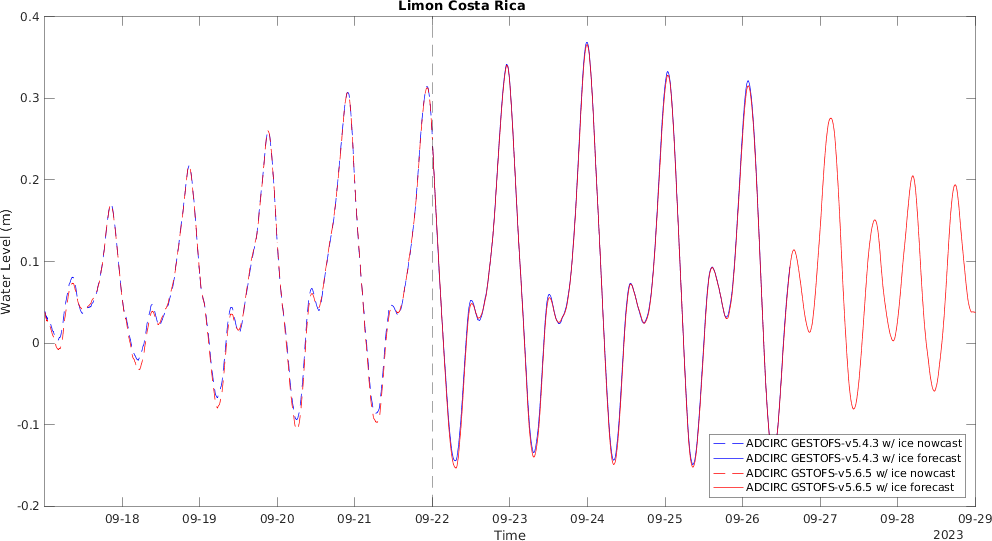 Limon Costa Rica
0.4
0.3
0.2
0.1
0
-0.1
-0.2
Water Level (m)
ADCIRC GESTOFS-v5.4.3 w/ ice nowcast
ADCIRC GESTOFS-v5.4.3 w/ ice forecast
ADCIRC GSTOFS-v5.6.5 w/ ice nowcast
ADCIRC GSTOFS-v5.6.5 w/ ice forecast
09-18 09-19 09-20 09-21 09-22 09-23 09-24 09-25 09-26 09-27 09-28 09-29
Time
2023